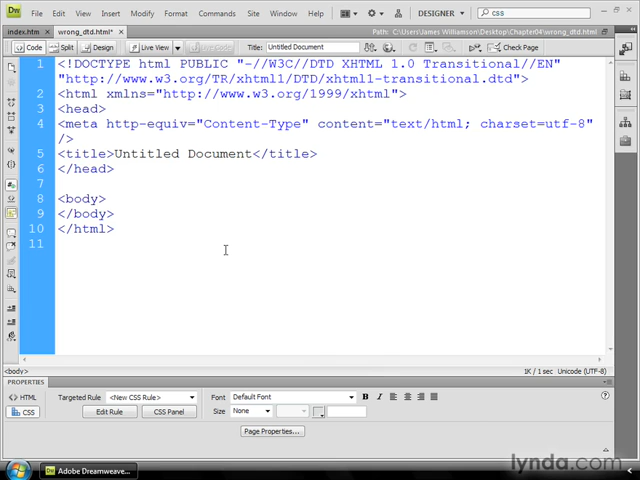 Dw File Edit View Insert Modify Format Commands Site Window Help DESIGNER css
index.htm × wrong_dtd.html* × Path: C:\Users\James Williamson\Desktop\Chapter04\wrong_dtd.html
Code Split Design Live View Live Code Title: Untitled Document Check Page
1 <!DOCTYPE html PUBLIC "-//W3C//DTD XHTML 1.0 Transitional//EN"
"http://www.w3.org/TR/xhtml1/DTD/xhtml1-transitional.dtd">
2 <html xmlns="http://www.w3.org/1999/xhtml">
3 <head>
4 <meta http-equiv="Content-Type" content="text/html; charset=utf-8"
/>
5 <title>Untitled Document</title>
6 </head>
7
8 <body>
9 </body>
10 </html>
11
<body> 1K / 1 sec Unicode (UTF-8)
PROPERTIES
HTML Targeted Rule <New CSS Rule> Font Default Font B I
CSS Edit Rule CSS Panel Size None
Page Properties...
Dw Adobe Dreamweave...
lynda.com